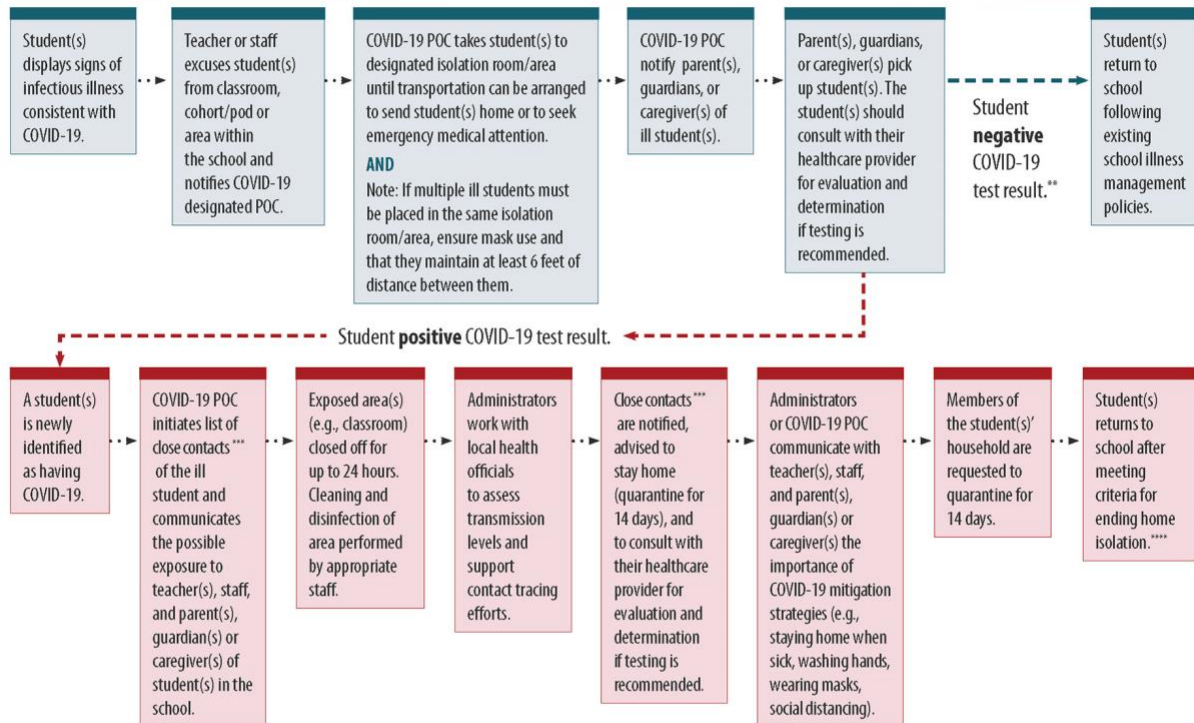 Student(s)
displays signs of
infectious illness
consistent with
COVID-19.
Teacher or staff
excuses student(s)
from classroom,
cohort/pod or
area within
the school and
notifies COVID-19
designated POC.
COVID-19 POC takes student(s) to
designated isolation room/area
until transportation can be arranged
to send student(s) home or to seek
emergency medical attention.
AND
Note: If multiple ill students must
be placed in the same isolation
room/area, ensure mask use and
that they maintain at least 6 feet of
distance between them.
COVID-19 POC
notify parent(s),
guardians, or
caregiver(s) of
ill student(s).
Parent(s), guardians,
or caregiver(s) pick
up student(s). The
student(s) should
consult with their
healthcare provider
for evaluation and
determination
if testing is
recommended.
Student
negative
COVID-19
test result.**
Student(s)
return to
school
following
existing
school illness
management
policies.
Student positive COVID-19 test result.
A student(s)
is newly
identified
as having
COVID-19.
COVID-19 POC
initiates list of
close contacts***
of the ill
student and
communicates
the possible
exposure to
teacher(s), staff,
and parent(s),
guardian(s) or
caregiver(s) of
student(s) in the
school.
Exposed area(s)
(e.g., classroom)
closed off for
up to 24 hours.
Cleaning and
disinfection of
area performed
by appropriate
staff.
Administrators
work with
local health
officials
to assess
transmission
levels and
support
contact tracing
efforts.
Close contacts***
are notified,
advised to
stay home
(quarantine for
14 days), and
to consult with
their healthcare
provider for
evaluation and
determination
if testing is
recommended.
Administrators
or COVID-19 POC
communicate with
teacher(s), staff,
and parent(s),
guardian(s) or
caregiver(s) the
importance of
COVID-19 mitigation
strategies (e.g.,
staying home when
sick, washing hands,
wearing masks,
social distancing).
Members of
the student(s)'
household are
requested to
quarantine for
14 days.
Student(s)
returns to
school after
meeting
criteria for
ending home
isolation.****